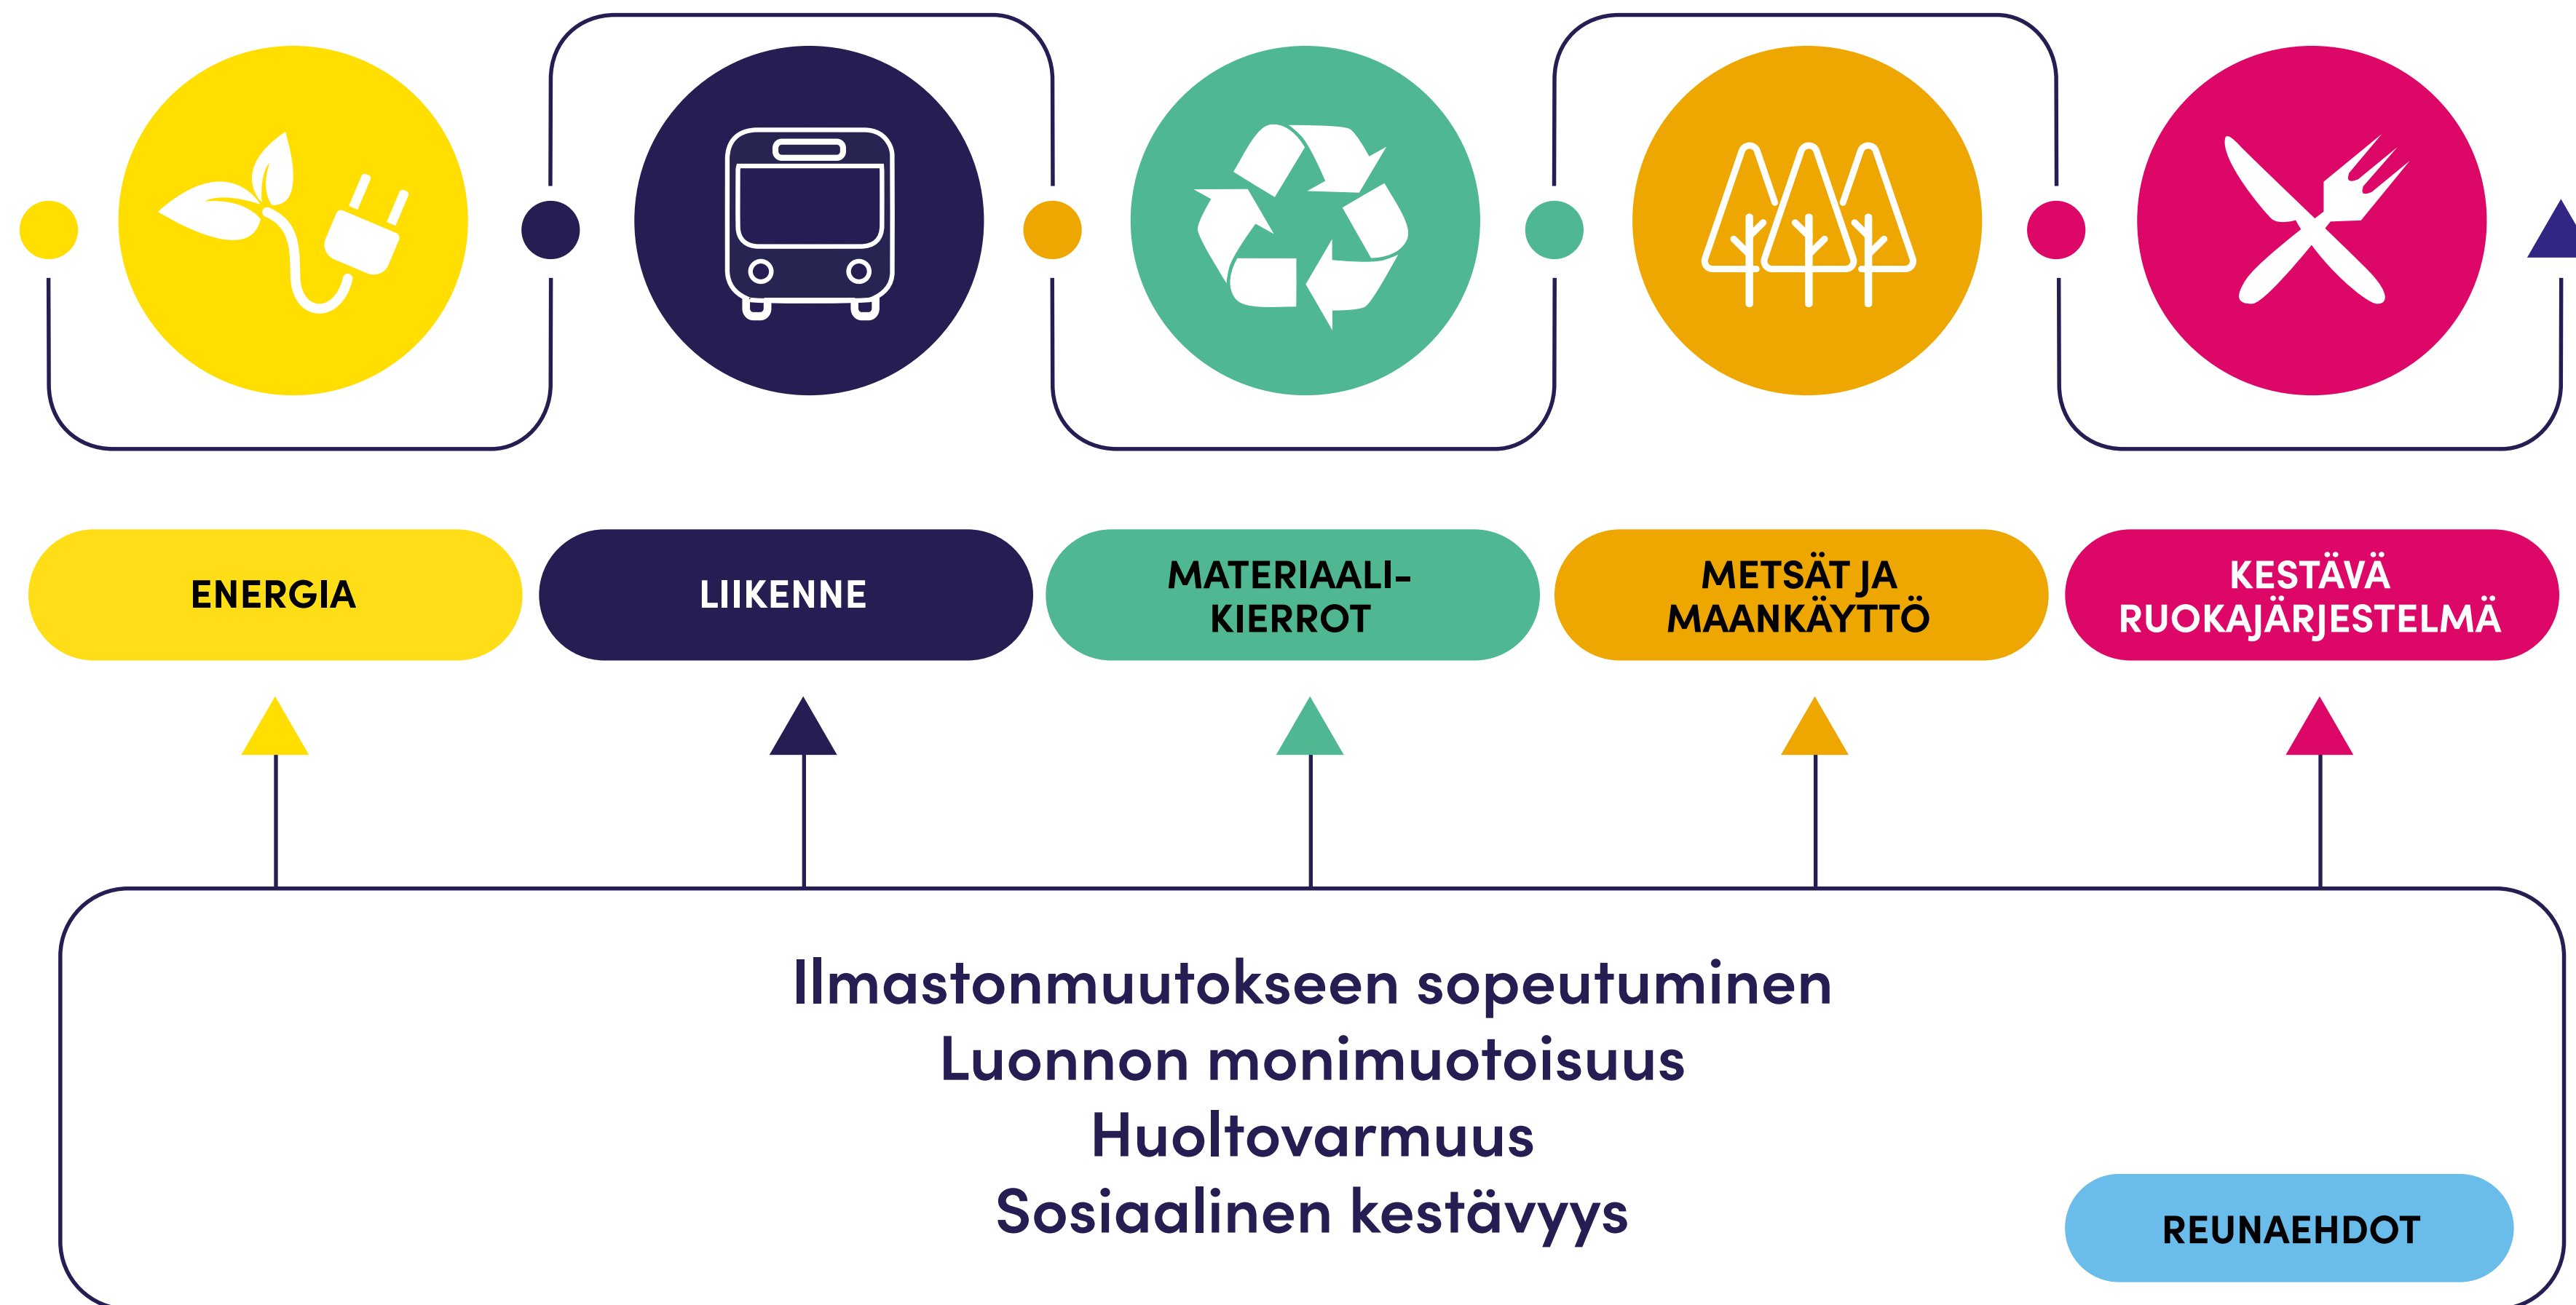 ENERGIA
LIIKENNE
MATERIAALI-
KIERROT
METSÄT JA
MAANKÄYTTÖ
KESTÄVÄ
RUOKAJÄRJESTELMÄ
Ilmastonmuutokseen sopeutuminen
Luonnon monimuotoisuus
Huoltovarmuus
Sosiaalinen kestävyys
REUNAEHDOT